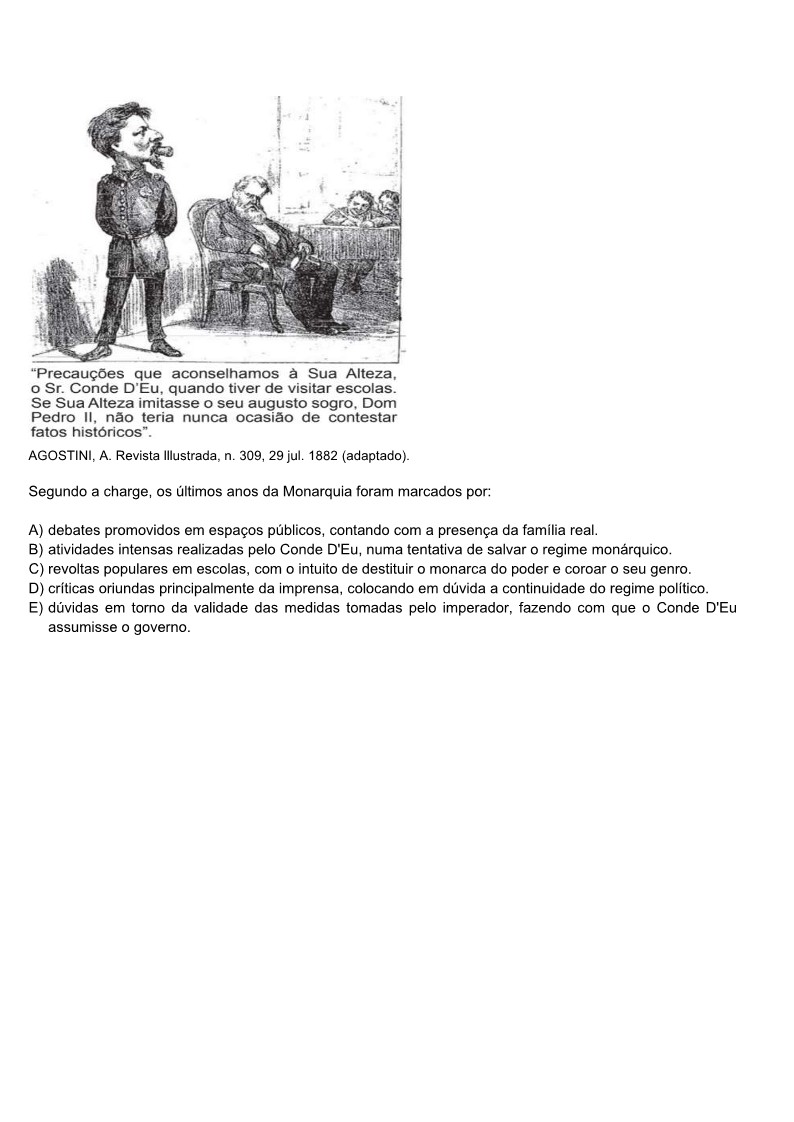 “Precauções que aconselhamos à Sua Alteza,
o Sr. Conde D’Eu, quando tiver de visitar escolas.
Se Sua Alteza imitasse o seu augusto sogro, Dom
Pedro II, não teria nunca ocasião de contestar
fatos históricos”.
AGOSTINI, A. Revista Illustrada, n. 309, 29 jul. 1882 (adaptado).
Segundo a charge, os últimos anos da Monarquia foram marcados por:
A) debates promovidos em espaços públicos, contando com a presença da família real.
B) atividades intensas realizadas pelo Conde D'Eu, numa tentativa de salvar o regime monárquico.
C) revoltas populares em escolas, com o intuito de destituir o monarca do poder e coroar o seu genro.
D) críticas oriundas principalmente da imprensa, colocando em dúvida a continuidade do regime político.
E) dúvidas em torno da validade das medidas tomadas pelo imperador, fazendo com que o Conde D'Eu
assumisse o governo.